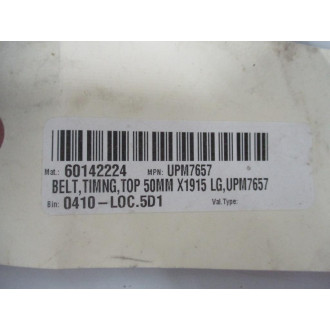 Mat.: 60142224 MPN: UPM7657
BELT,TIMNG,TOP 50MM X1915 LG,UPM7657
Bin: 0410-LOC.5D1 Val.Type: